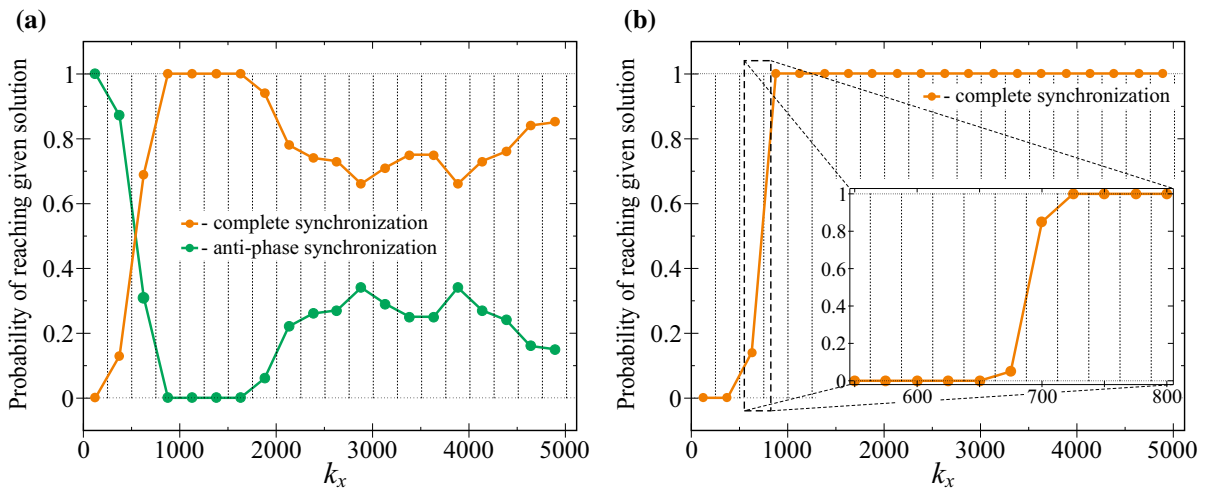 (a)
Probability of reaching given solution
1
0.8
0.6
0.4
0.2
0
- complete synchronization
- anti-phase synchronization
0 1000 2000 3000 4000 5000
kₓ
(b)
Probability of reaching given solution
1
0.8
0.6
0.4
0.2
0
- complete synchronization
1
0.8
0.6
0.4
0.2
0
600 700 800
0 1000 2000 3000 4000 5000
kₓ